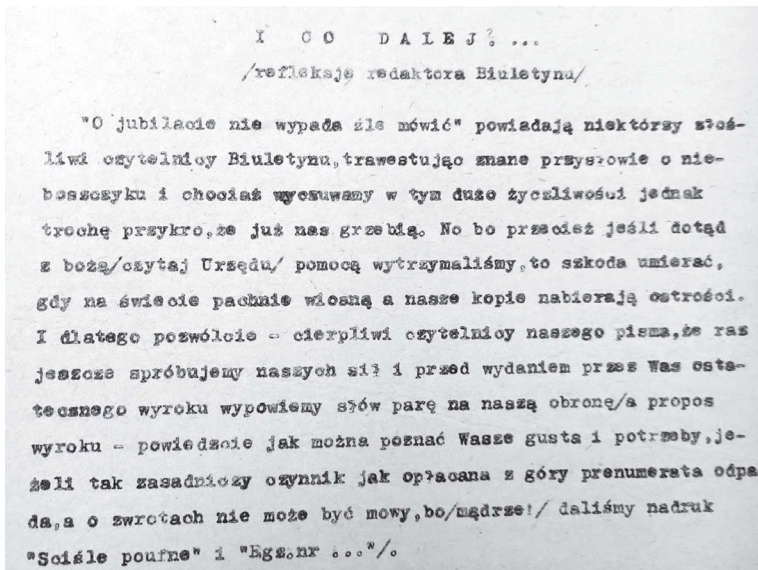 I CO DALEJ?...
/refleksje redaktora Biuletynu/
"O jubilacie nie wypada źle mówić" powiadają niektórzy złoś-
liwi czytelnicy Biuletynu,trawestując znane przysłowie o nie-
boszczyku i chociaż wyczuwamy w tym dużo życzliwości jednak
trochę przykro,że już nas grzebią. No bo przecież jeśli dotąd
z bożą/czytaj Urzędu/ pomocą wytrzymaliśmy,to szkoda umierać,
gdy na świecie pachnie wiosną a nasze kopie nabierają ostrości.
I dlatego pozwólcie - cierpliwi czytelnicy naszego pisma,że raz
jeszcze spróbujemy naszych sił i przed wydaniem przez Was osta-
tecznego wyroku wypowiemy słów parę na naszą obronę/a propos
wyroku - powiedzcie jak można poznać Wasze gusta i potrzeby,je-
żeli tak zasadniczy czynnik jak opłacana z góry prenumerata odpa
da,a o zwrotach nie może być mowy,bo/mądrze!/ daliśmy nadruk
"Sciśle poufne" i "Egz.nr ..."/.